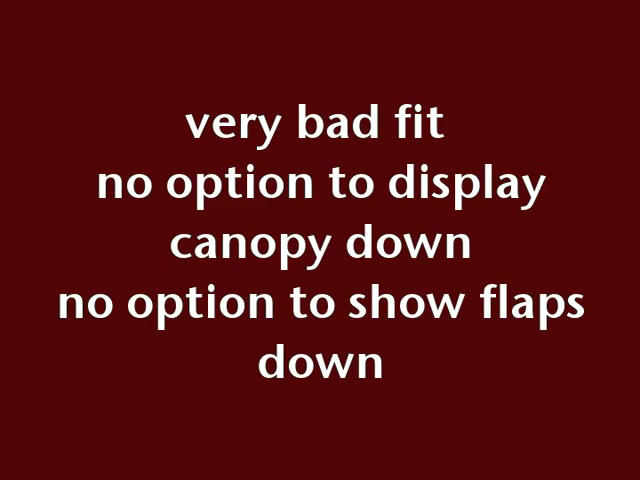 very bad fit
no option to display
canopy down
no option to show flaps
down